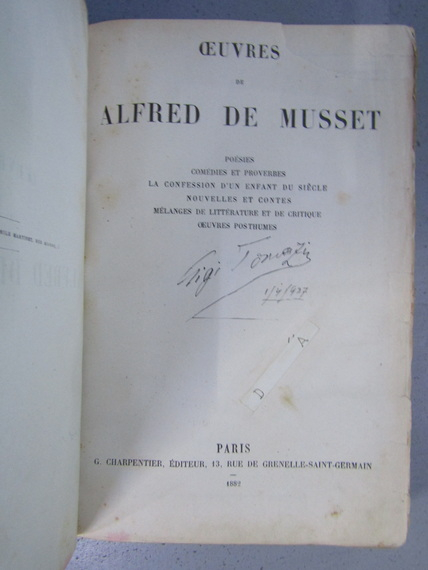 ŒUVRES
DE
ALFRED DE MUSSET
POÉSIES
COMÉDIES ET PROVERBES
LA CONFESSION D'UN ENFANT DU SIÈCLE
NOUVELLES ET CONTES
MÉLANGES DE LITTÉRATURE ET DE CRITIQUE
ŒUVRES POSTHUMES
D A
PARIS
G. CHARPENTIER, ÉDITEUR, 13, RUE DE GRENELLE-SAINT-GERMAIN
1882